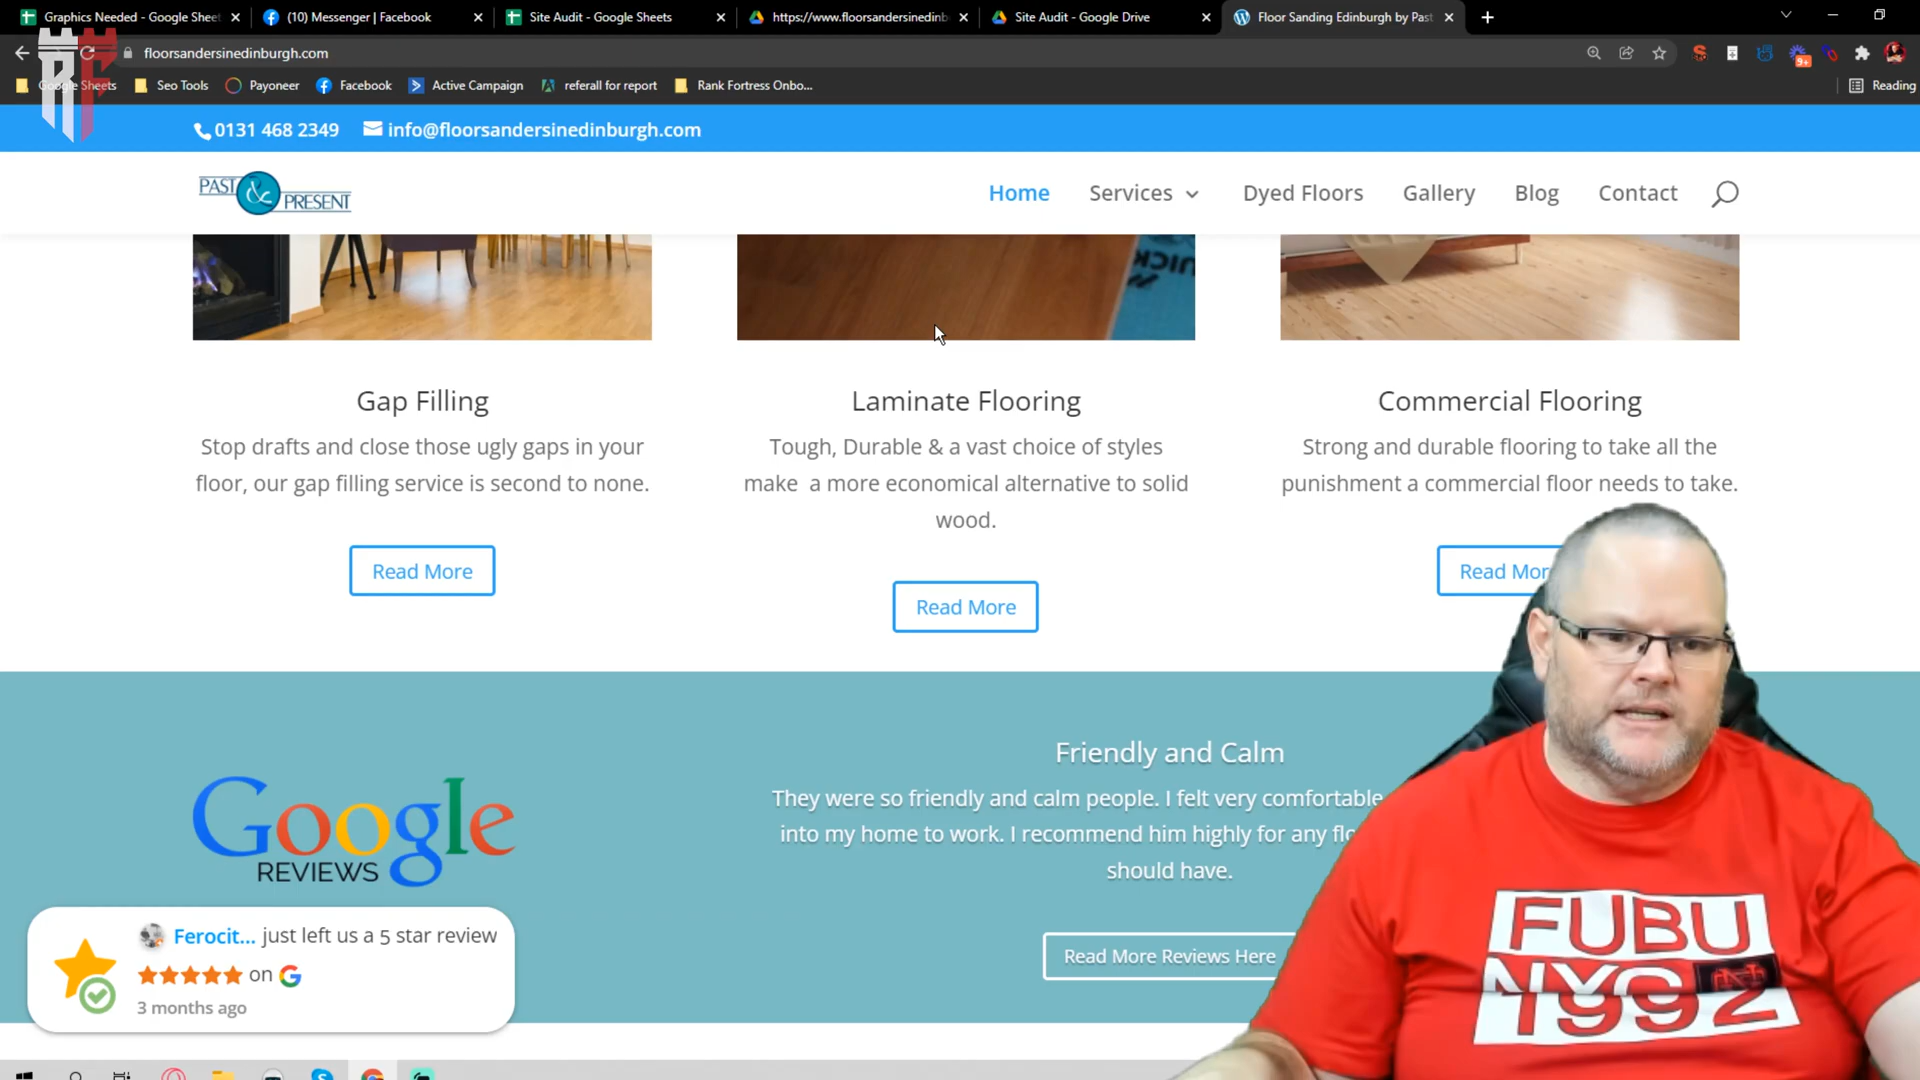 Graphics Needed - Google Sheet
(10) Messenger | Facebook
Site Audit - Google Sheets
https://www.floorsandersinedinb
Site Audit - Google Drive
Floor Sanding Edinburgh by Past
floorsandersinedinburgh.com
9+
Google Sheets
Seo Tools
Payoneer
Facebook
Active Campaign
referall for report
Rank Fortress Onbo...
Reading
RF
0131 468 2349
info@floorsandersinedinburgh.com
PAST & PRESENT
Home
Services
Dyed Floors
Gallery
Blog
Contact
Gap Filling
Stop drafts and close those ugly gaps in your
floor, our gap filling service is second to none.
Read More
Laminate Flooring
Tough, Durable & a vast choice of styles
make a more economical alternative to solid
wood.
Read More
Commercial Flooring
Strong and durable flooring to take all the
punishment a commercial floor needs to take.
Read Mor
Google
REVIEWS
Friendly and Calm
They were so friendly and calm people. I felt very comfortable
into my home to work. I recommend him highly for any flo
should have.
Read More Reviews Here
Ferocit... just left us a 5 star review
on G
3 months ago
FUBU
NYC
1992